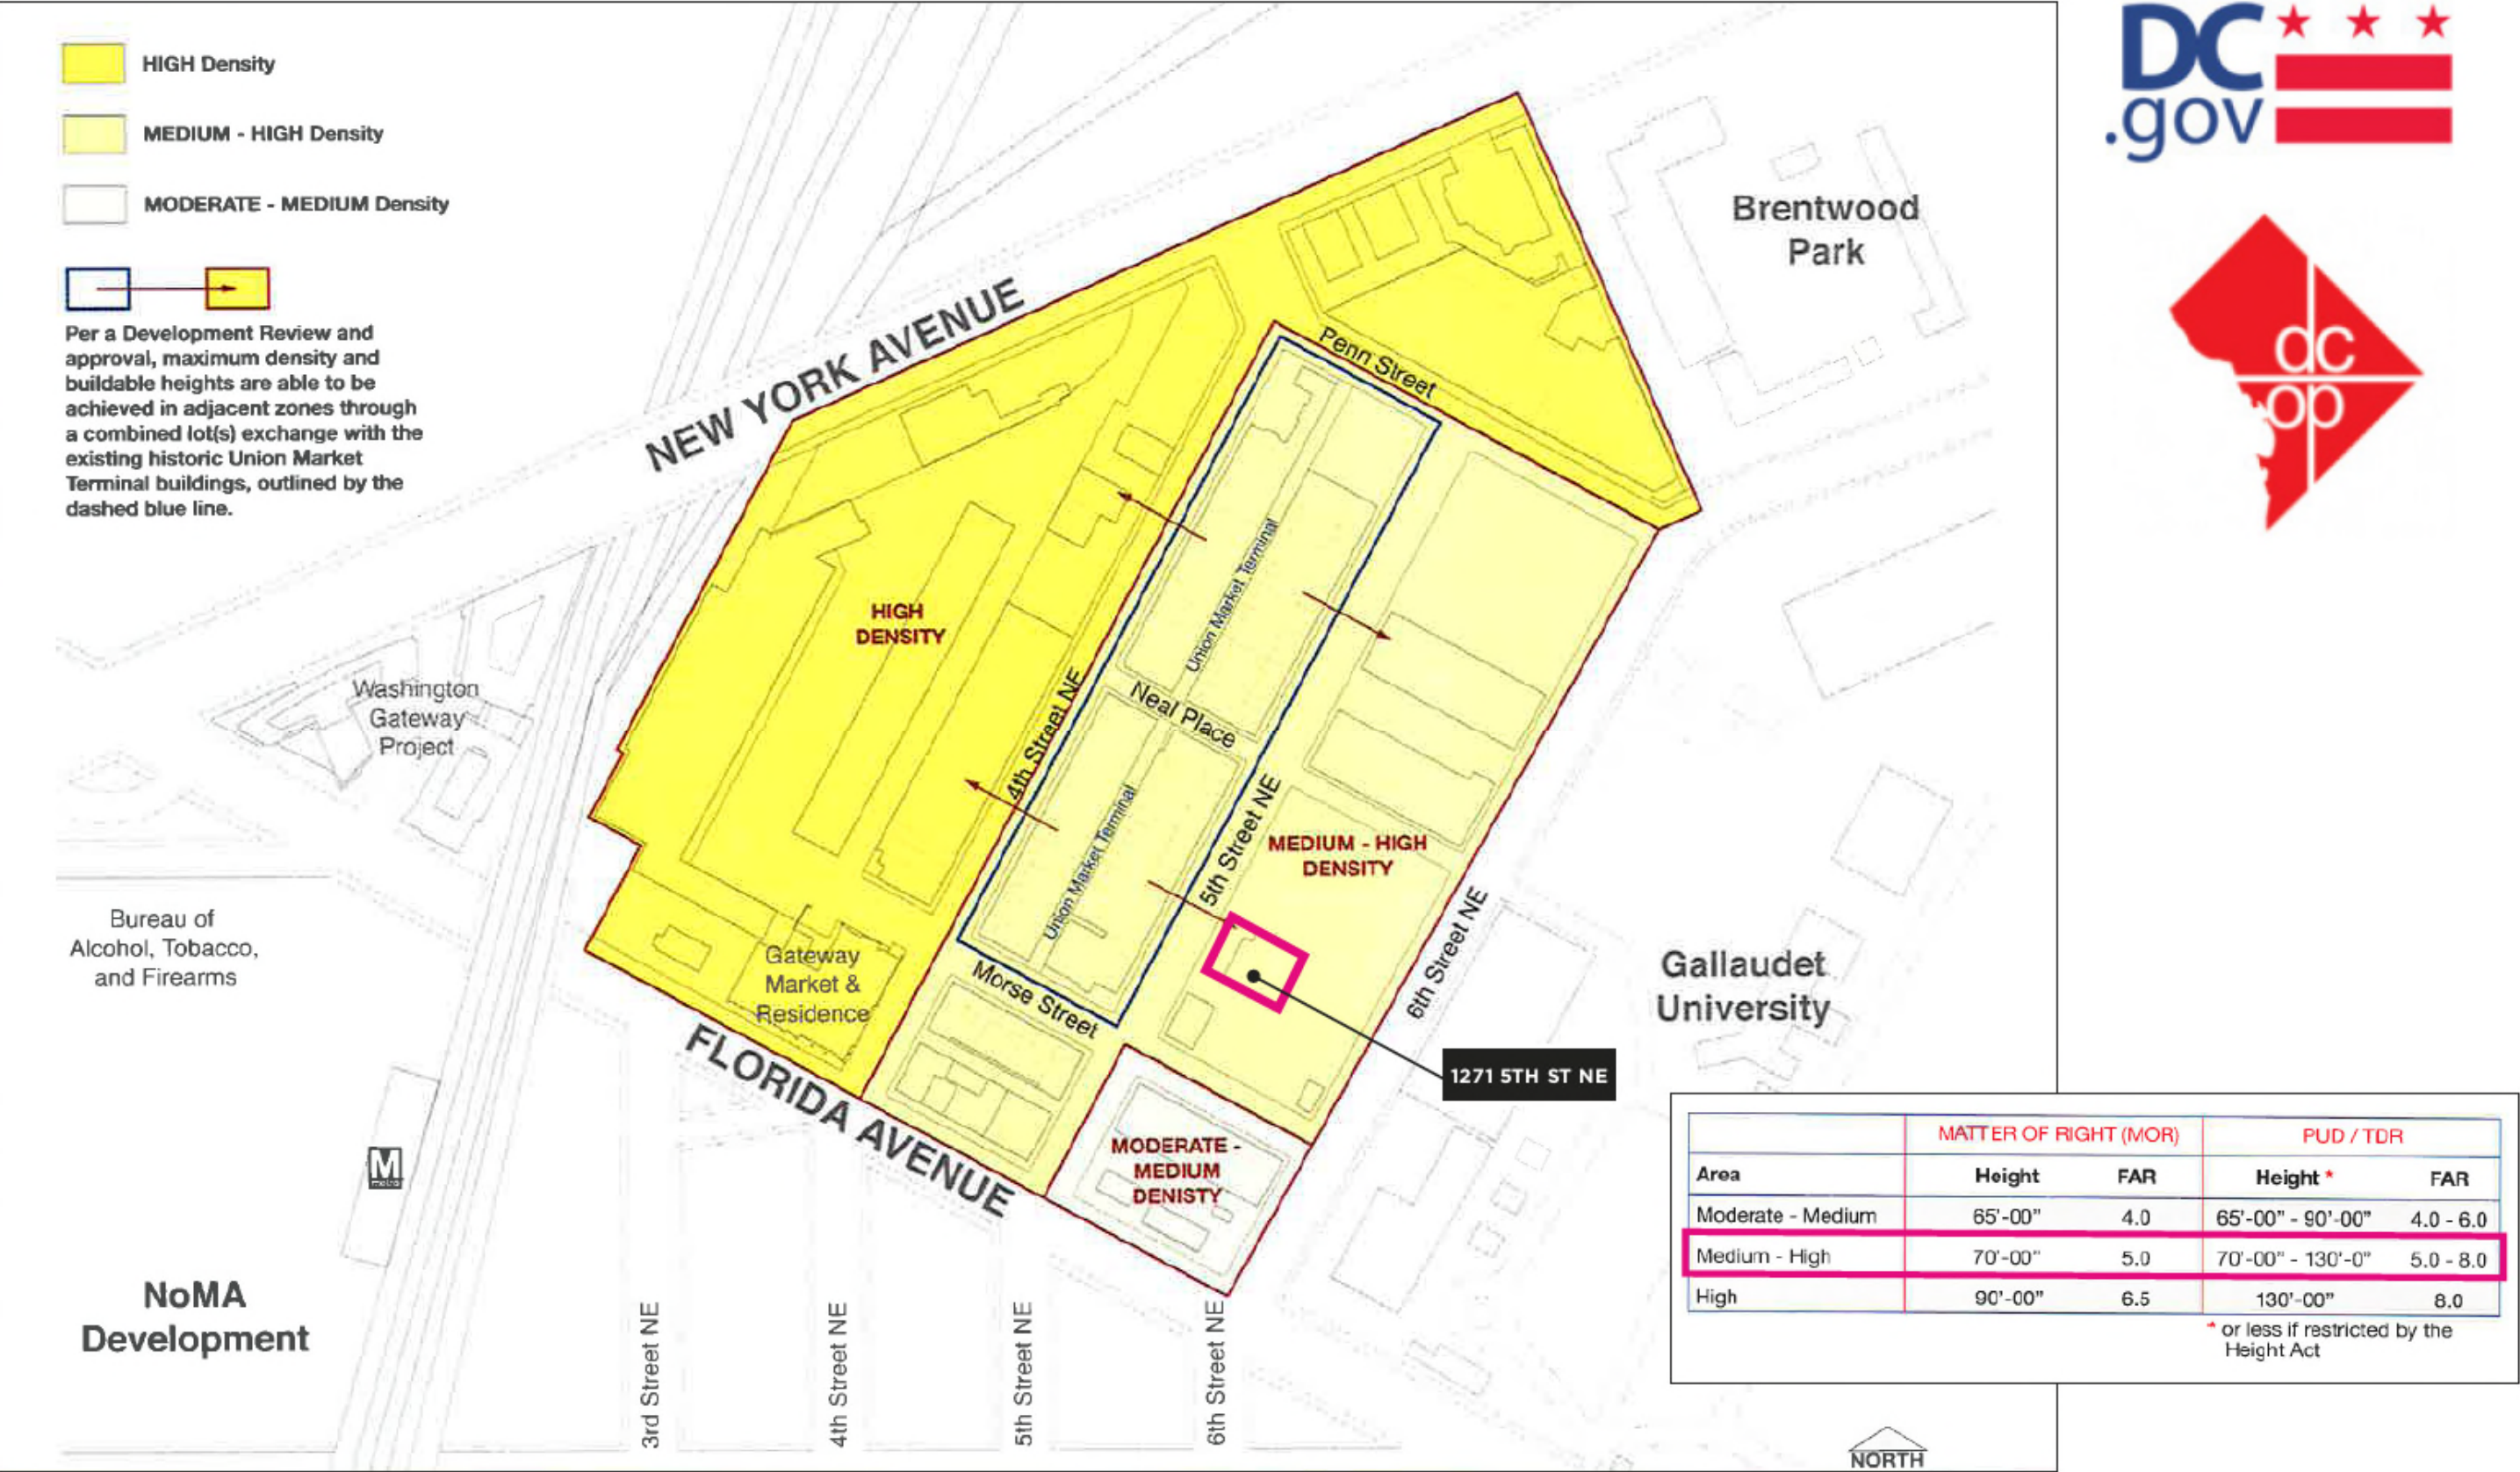 HIGH Density
MEDIUM - HIGH Density
MODERATE - MEDIUM Density
Per a Development Review and
approval, maximum density and
buildable heights are able to be
achieved in adjacent zones through
a combined lot(s) exchange with the
existing historic Union Market
Terminal buildings, outlined by the
dashed blue line.
DC
.gov
dc
op
Brentwood
Park
NEW YORK AVENUE
Penn Street
Union Market Terminal
HIGH
DENSITY
4th Street NE
Neal Place
Washington
Gateway
Project
Union Market Terminal
5th Street NE
MEDIUM - HIGH
DENSITY
6th Street NE
Bureau of
Alcohol, Tobacco,
and Firearms
Gateway
Market &
Residence
Morse Street
Gallaudet
University
FLORIDA AVENUE
1271 5TH ST NE
MODERATE -
MEDIUM
DENISTY
M
metro
NoMA
Development
3rd Street NE
4th Street NE
5th Street NE
6th Street NE
MATTER OF RIGHT (MOR) PUD / TDR
Area Height FAR Height * FAR
Moderate - Medium 65'-00" 4.0 65'-00" - 90'-00" 4.0 - 6.0
Medium - High 70'-00" 5.0 70'-00" - 130'-0" 5.0 - 8.0
High 90'-00" 6.5 130'-00" 8.0
* or less if restricted by the
Height Act
NORTH